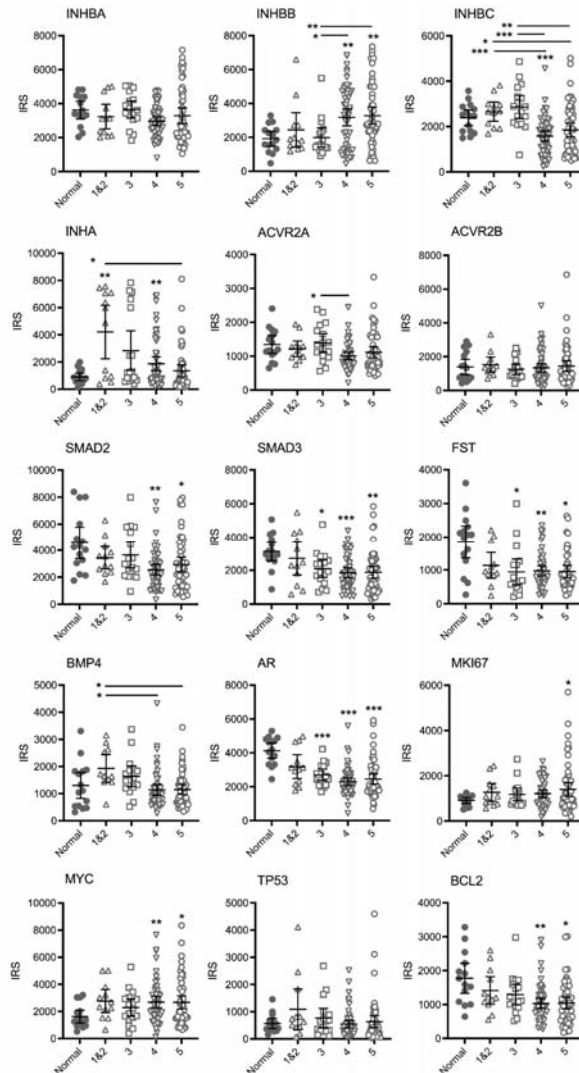 INHBA INHBB INHBC
IRS 8000 6000 4000 2000 0 Normal 1&2 3 4 5
IRS 8000 6000 4000 2000 0 Normal 1&2 3 4 5 ** * ** **
IRS 6000 4000 2000 0 Normal 1&2 3 4 5 ** *** * *** ***
INHA ACVR2A ACVR2B
IRS 10000 8000 6000 4000 2000 0 Normal 1&2 3 4 5 * ** **
IRS 4000 3000 2000 1000 0 Normal 1&2 3 4 5 *
IRS 8000 6000 4000 2000 0 Normal 1&2 3 4 5
SMAD2 SMAD3 FST
IRS 10000 8000 6000 4000 2000 0 Normal 1&2 3 4 5 ** *
IRS 8000 6000 4000 2000 0 Normal 1&2 3 4 5 * *** **
IRS 4000 3000 2000 1000 0 Normal 1&2 3 4 5 * ** *
BMP4 AR MKI67
IRS 5000 4000 3000 2000 1000 0 Normal 1&2 3 4 5 * *
IRS 8000 6000 4000 2000 0 Normal 1&2 3 4 5 *** *** ***
IRS 6000 4000 2000 0 Normal 1&2 3 4 5 *
MYC TP53 BCL2
IRS 10000 8000 6000 4000 2000 0 Normal 1&2 3 4 5 ** *
IRS 5000 4000 3000 2000 1000 0 Normal 1&2 3 4 5
IRS 4000 3000 2000 1000 0 Normal 1&2 3 4 5 ** *